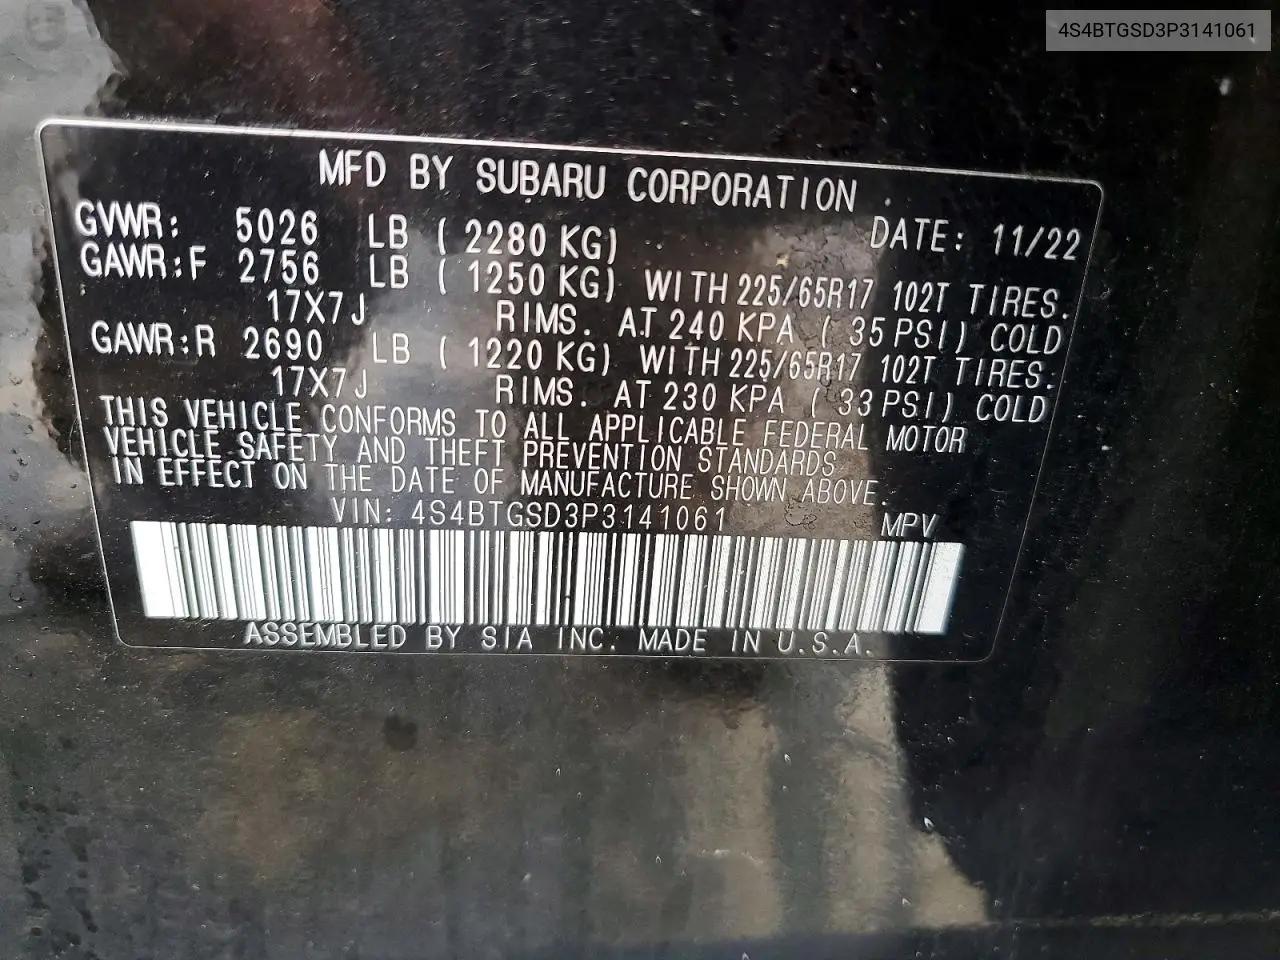 4S4BTGSD3P3141061
MFD BY SUBARU CORPORATION
GVWR: 5026 LB ( 2280 KG) DATE: 11/22
GAWR:F 2756 LB ( 1250 KG) WITH 225/65R17 102T TIRES.
17X7J RIMS. AT 240 KPA ( 35 PSI) COLD
GAWR:R 2690 LB ( 1220 KG) WITH 225/65R17 102T TIRES.
17X7J RIMS. AT 230 KPA ( 33 PSI) COLD
THIS VEHICLE CONFORMS TO ALL APPLICABLE FEDERAL MOTOR
VEHICLE SAFETY AND THEFT PREVENTION STANDARDS
IN EFFECT ON THE DATE OF MANUFACTURE SHOWN ABOVE.
VIN: 4S4BTGSD3P3141061 MPV
ASSEMBLED BY SIA INC. MADE IN U.S.A.